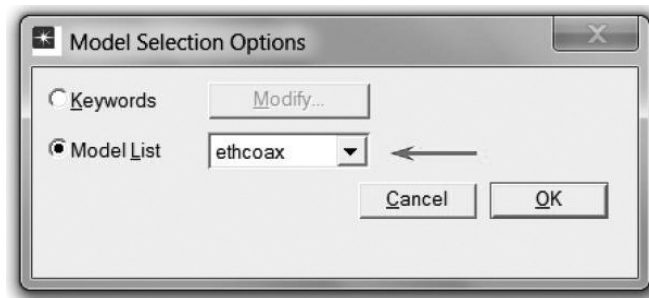 Model Selection Options
Keywords
Modify...
Model List
ethcoax
Cancel
OK